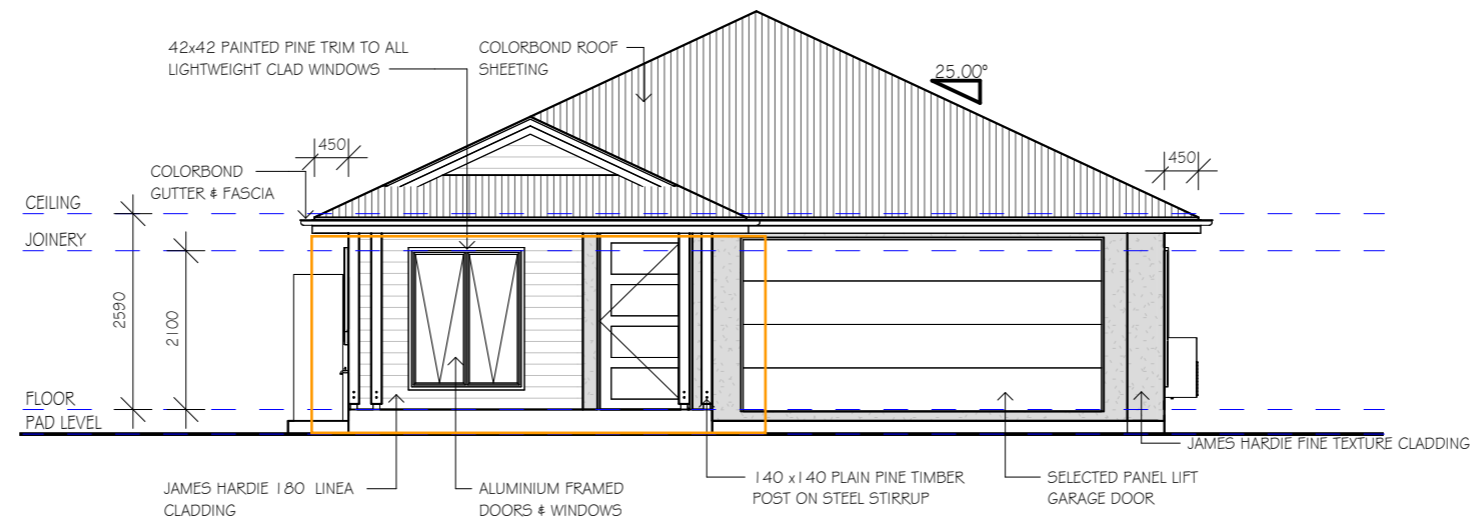 42x42 PAINTED PINE TRIM TO ALL
LIGHTWEIGHT CLAD WINDOWS
COLORBOND ROOF
SHEETING
25.00°
450
450
COLORBOND
GUTTER & FASCIA
CEILING
JOINERY
2590
2100
FLOOR
PAD LEVEL
JAMES HARDIE FINE TEXTURE CLADDING
JAMES HARDIE 180 LINEA
CLADDING
ALUMINIUM FRAMED
DOORS & WINDOWS
140 x140 PLAIN PINE TIMBER
POST ON STEEL STIRRUP
SELECTED PANEL LIFT
GARAGE DOOR